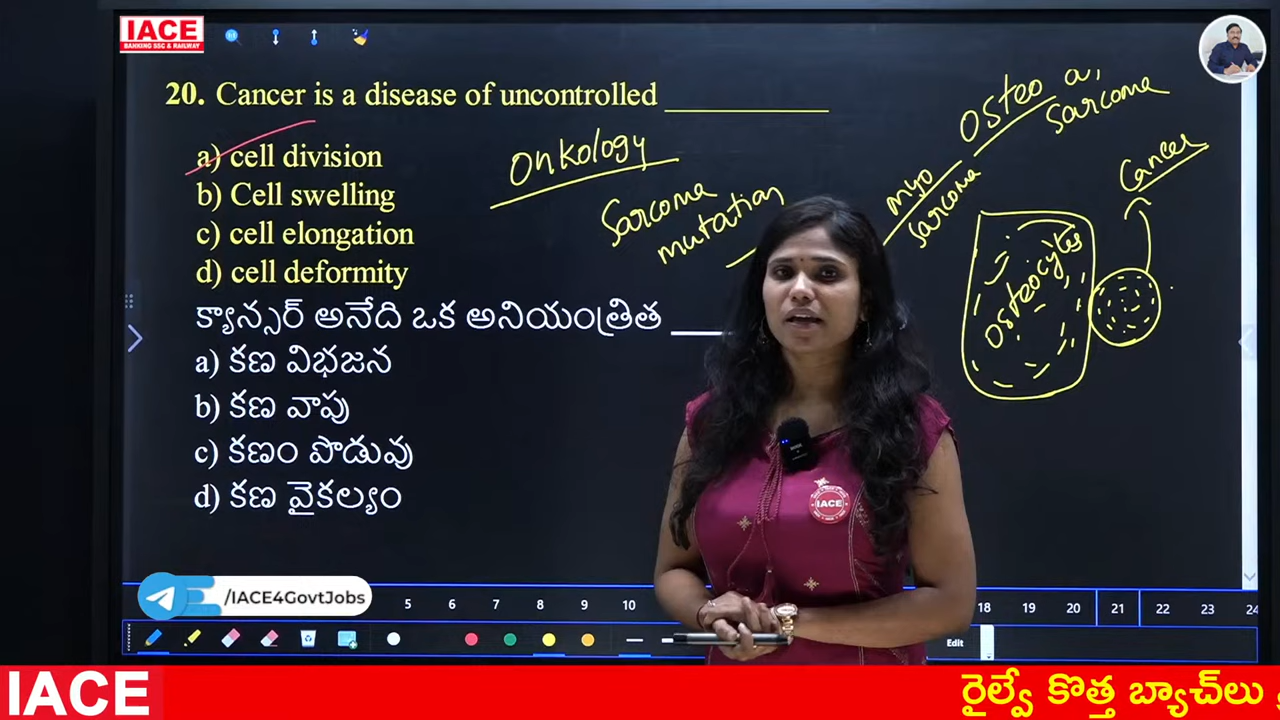 IACE
BANKING SSC & RAILWAY
20. Cancer is a disease of uncontrolled
a) cell division
b) Cell swelling
c) cell elongation
d) cell deformity
Onkology
Sarcoma
mutation
myo
sarcoma
Osteo
sarcoma
Cancer
Osteocytes
క్యాన్సర్ అనేది ఒక అనియంత్రిత
a) కణ విభజన
b) కణ వాపు
c) కణం పొడువు
d) కణ వైకల్యం
IACE
/IACE4GovtJobs
5 6 7 8 9 10 18 19 20 21 22 23 24
Edit
IACE
రైల్వే కొత్త బ్యాచ్‌లు